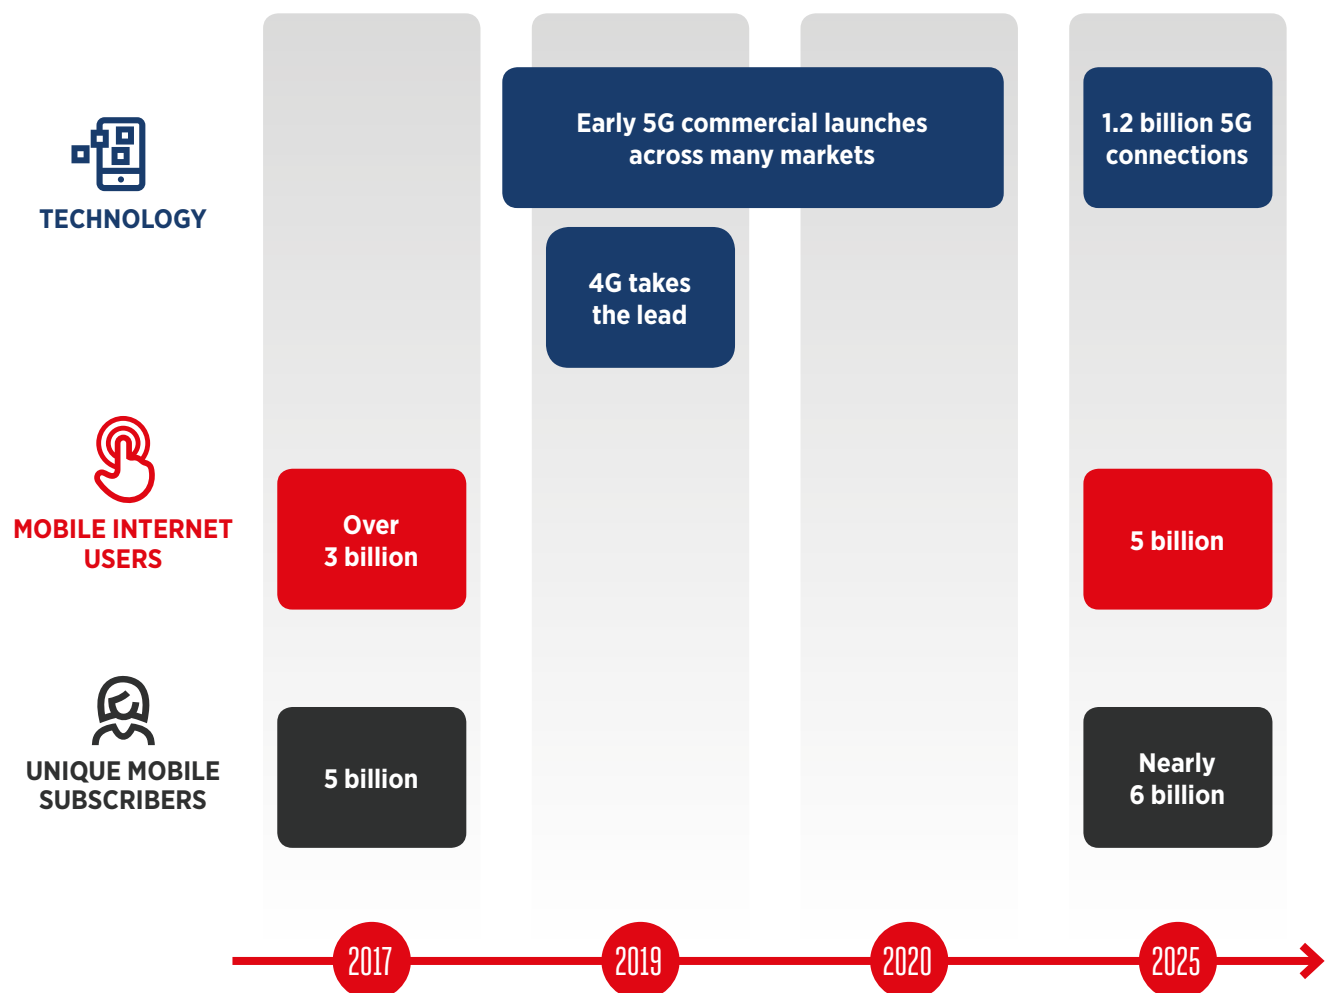 TECHNOLOGY
Early 5G commercial launches
across many markets
1.2 billion 5G
connections
4G takes
the lead
MOBILE INTERNET
USERS
Over
3 billion
5 billion
UNIQUE MOBILE
SUBSCRIBERS
5 billion
Nearly
6 billion
2017
2019
2020
2025